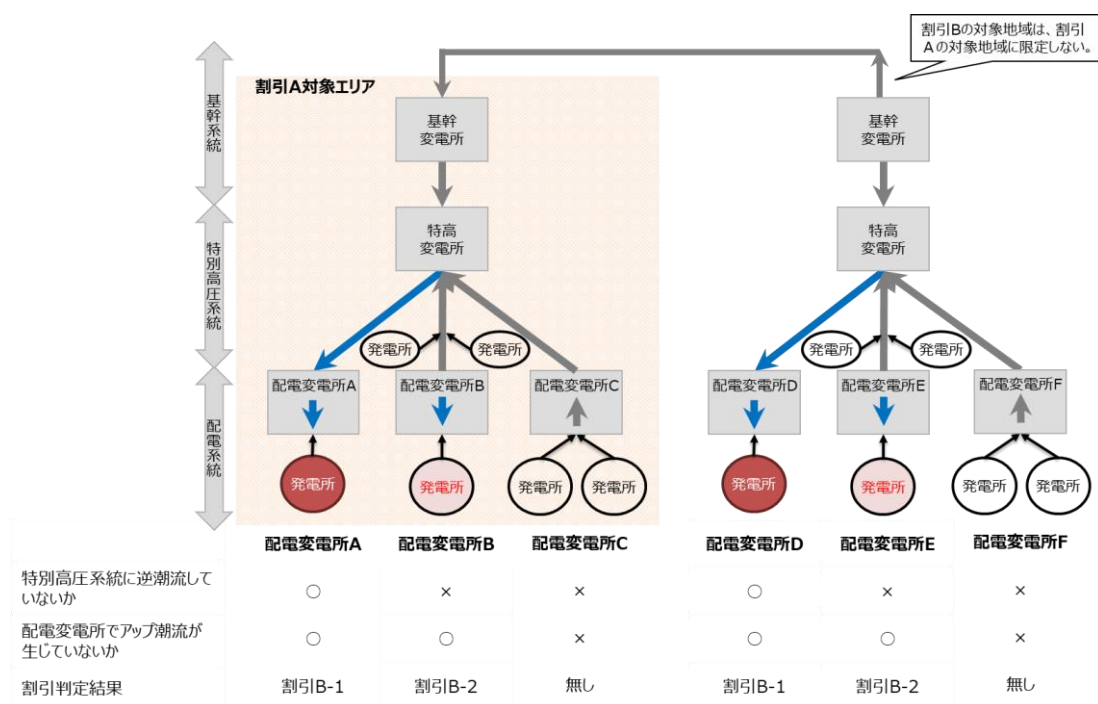 割引Bの対象地域は、割引
Aの対象地域に限定しない。
割引A対象エリア
基幹系統
基幹
変電所
基幹
変電所
特別高圧系統
特高
変電所
特高
変電所
発電所
発電所
発電所
発電所
配電系統
配電変電所A
配電変電所B
配電変電所C
配電変電所D
配電変電所E
配電変電所F
発電所
発電所
発電所
発電所
発電所
発電所
発電所
発電所
配電変電所A 配電変電所B 配電変電所C 配電変電所D 配電変電所E 配電変電所F
特別高圧系統に逆潮流して
いないか
○ × × ○ × ×
配電変電所でアップ潮流が
生じていないか
○ ○ × ○ ○ ×
割引判定結果 割引B-1 割引B-2 無し 割引B-1 割引B-2 無し